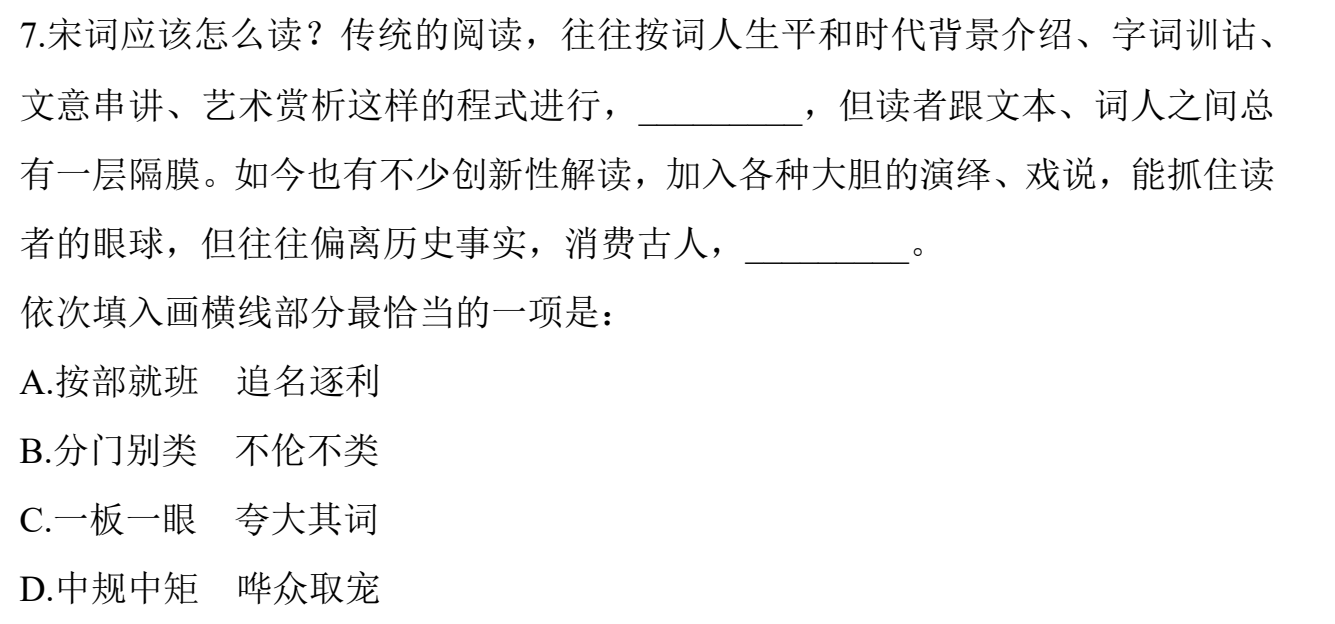 7.宋词应该怎么读？传统的阅读，往往按词人生平和时代背景介绍、字词训诂、
文意串讲、艺术赏析这样的程式进行，_________，但读者跟文本、词人之间总
有一层隔膜。如今也有不少创新性解读，加入各种大胆的演绎、戏说，能抓住读
者的眼球，但往往偏离历史事实，消费古人，_________。
依次填入画横线部分最恰当的一项是：
A.按部就班 追名逐利
B.分门别类 不伦不类
C.一板一眼 夸大其词
D.中规中矩 哗众取宠